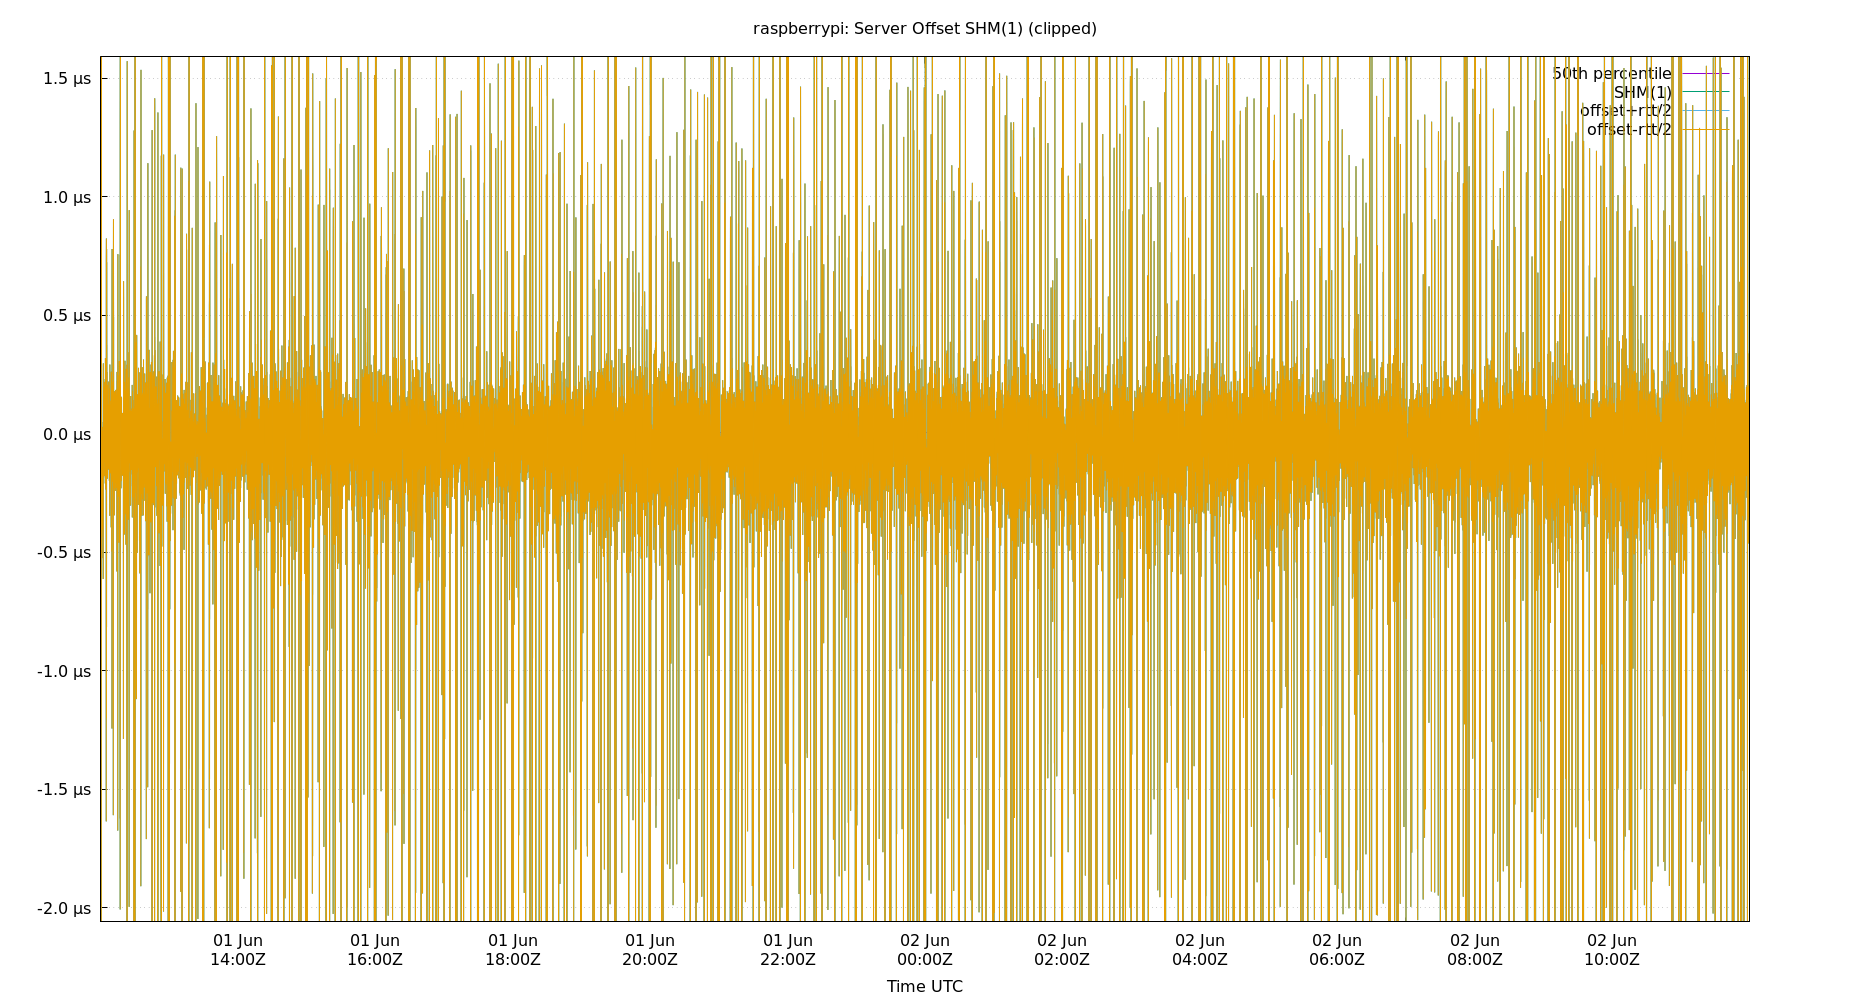 raspberrypi: Server Offset SHM(1) (clipped)
1.5 µs
1.0 µs
0.5 µs
0.0 µs
-0.5 µs
-1.0 µs
-1.5 µs
-2.0 µs
50th percentile
SHM(1)
offset+rtt/2
offset-rtt/2
01 Jun 01 Jun 01 Jun 01 Jun 01 Jun 02 Jun 02 Jun 02 Jun 02 Jun 02 Jun 02 Jun
14:00Z 16:00Z 18:00Z 20:00Z 22:00Z 00:00Z 02:00Z 04:00Z 06:00Z 08:00Z 10:00Z
Time UTC